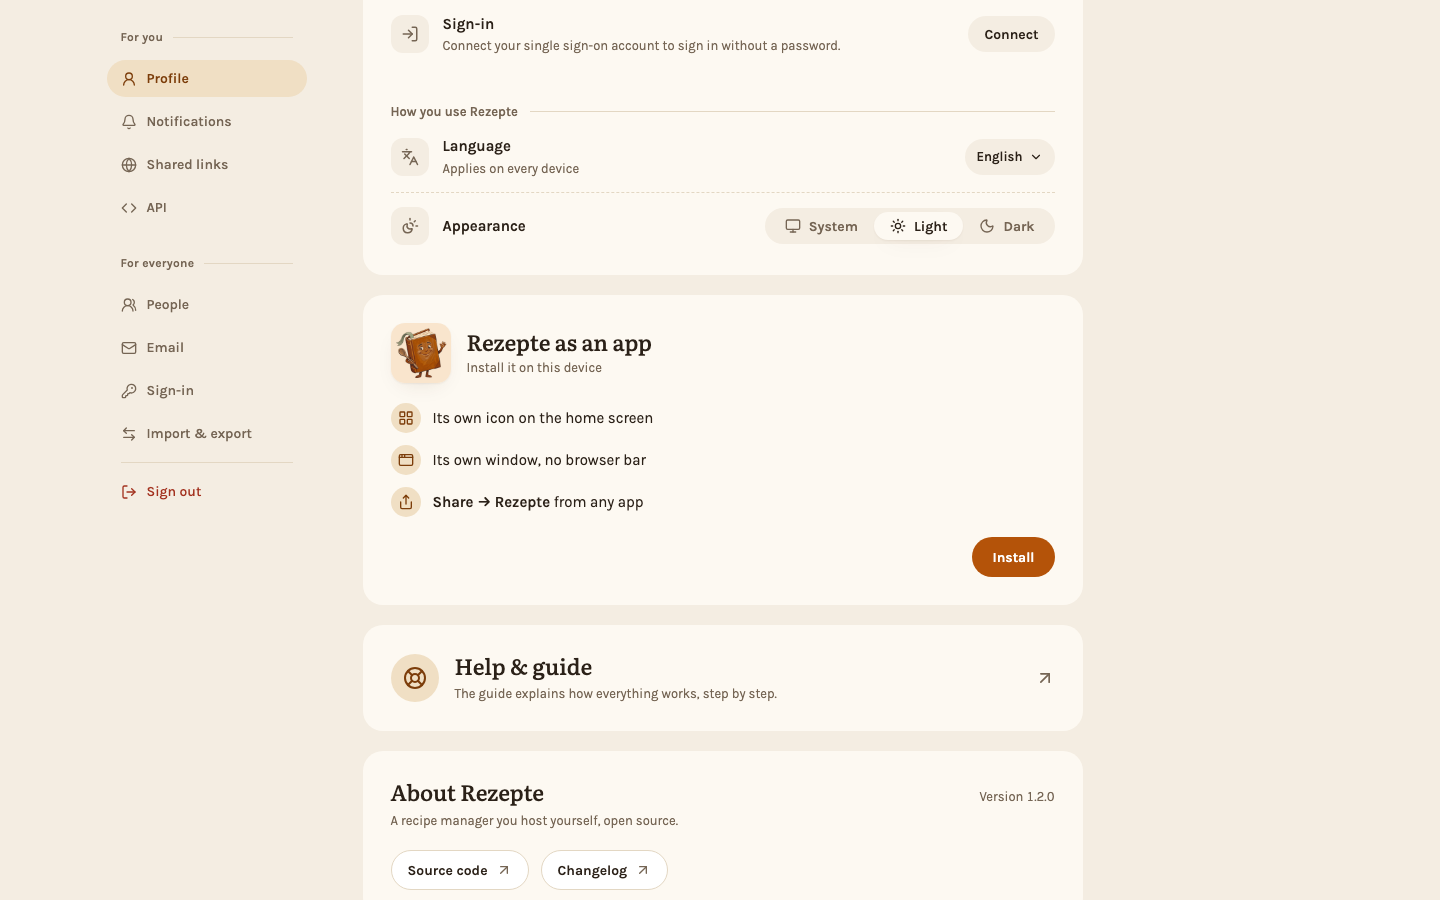 For you
Profile
Notifications
Shared links
API
For everyone
People
Email
Sign-in
Import & export
Sign out
Sign-in
Connect your single sign-on account to sign in without a password.
Connect
How you use Rezepte
Language
Applies on every device
English
Appearance
System
Light
Dark
Rezepte as an app
Install it on this device
Its own icon on the home screen
Its own window, no browser bar
Share → Rezepte from any app
Install
Help & guide
The guide explains how everything works, step by step.
About Rezepte
Version 1.2.0
A recipe manager you host yourself, open source.
Source code
Changelog